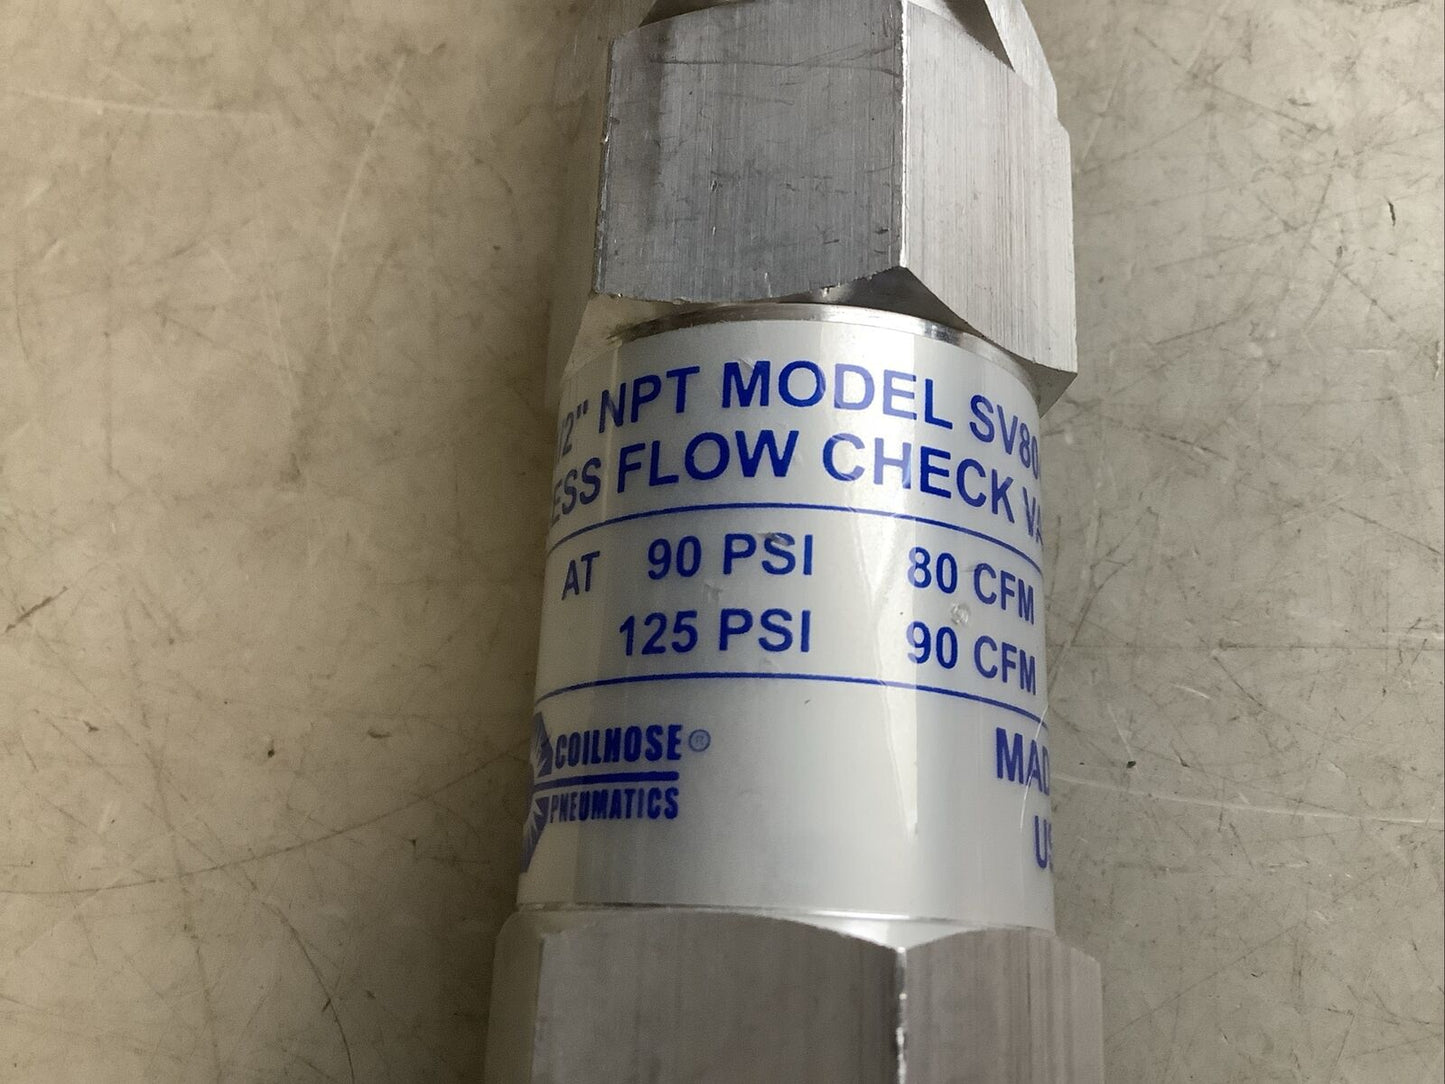 /2" NPT MODEL SV80
ESS FLOW CHECK VA
AT 90 PSI 80 CFM
125 PSI 90 CFM
COILHOSE®
PNEUMATICS
MAD
US